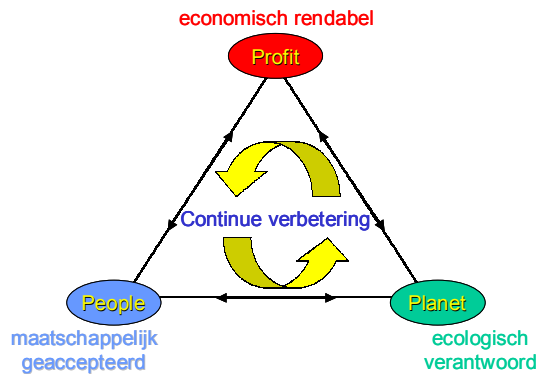 economisch rendabel
Profit
Continue verbetering
People
Planet
maatschappelijk
geaccepteerd
ecologisch
verantwoord